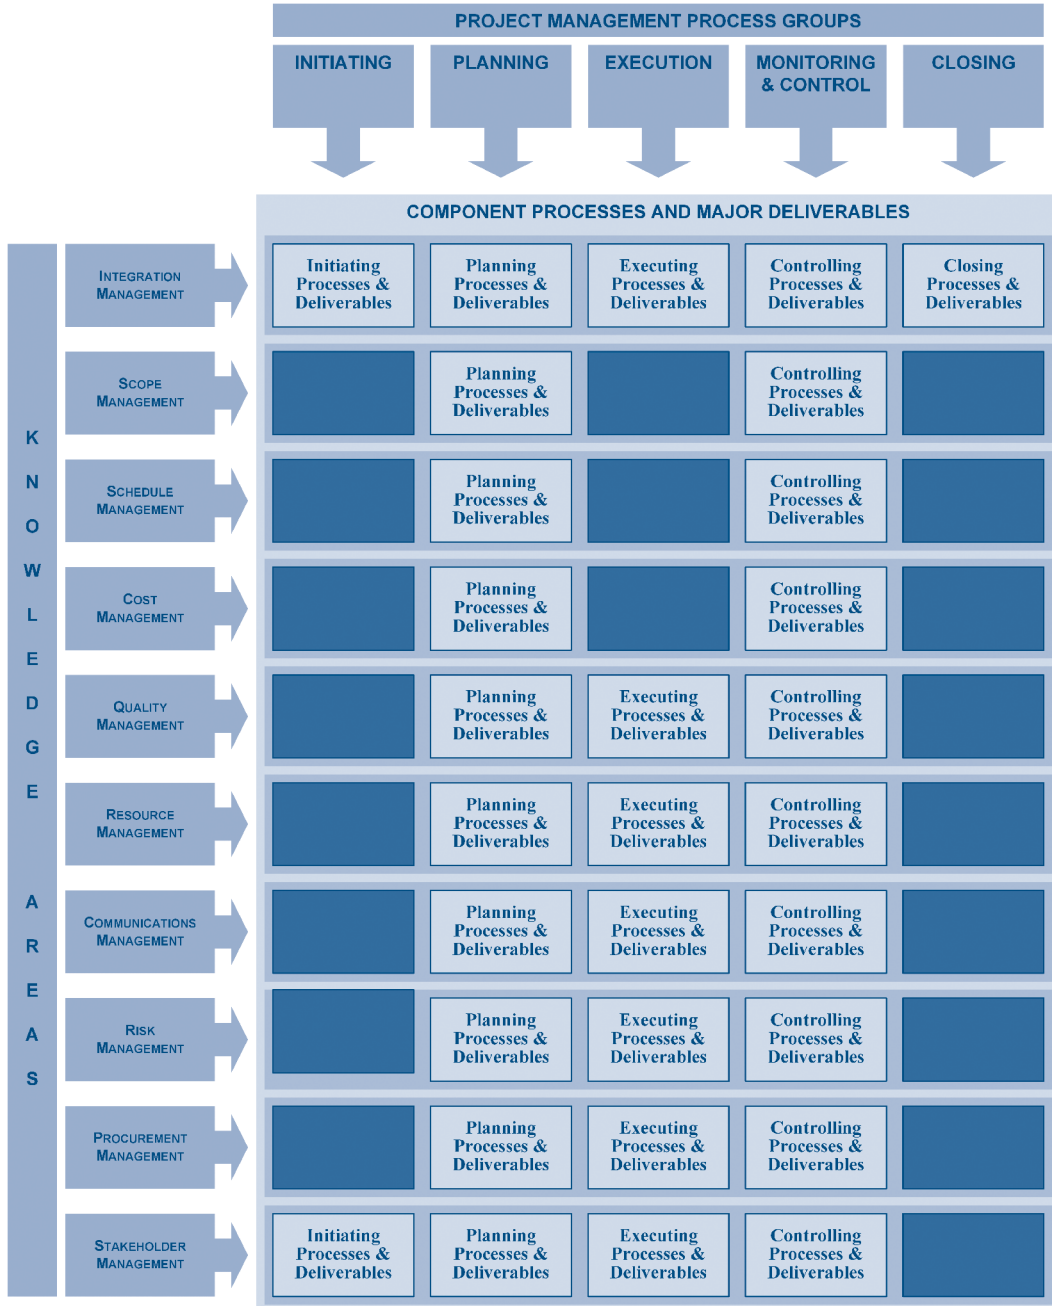 PROJECT MANAGEMENT PROCESS GROUPS
INITIATING
PLANNING
EXECUTION
MONITORING
& CONTROL
CLOSING
COMPONENT PROCESSES AND MAJOR DELIVERABLES
KNOWLEDGE AREAS
INTEGRATION
MANAGEMENT
Initiating
Processes &
Deliverables
Planning
Processes &
Deliverables
Executing
Processes &
Deliverables
Controlling
Processes &
Deliverables
Closing
Processes &
Deliverables
SCOPE
MANAGEMENT
Planning
Processes &
Deliverables
Controlling
Processes &
Deliverables
SCHEDULE
MANAGEMENT
Planning
Processes &
Deliverables
Controlling
Processes &
Deliverables
COST
MANAGEMENT
Planning
Processes &
Deliverables
Controlling
Processes &
Deliverables
QUALITY
MANAGEMENT
Planning
Processes &
Deliverables
Executing
Processes &
Deliverables
Controlling
Processes &
Deliverables
RESOURCE
MANAGEMENT
Planning
Processes &
Deliverables
Executing
Processes &
Deliverables
Controlling
Processes &
Deliverables
COMMUNICATIONS
MANAGEMENT
Planning
Processes &
Deliverables
Executing
Processes &
Deliverables
Controlling
Processes &
Deliverables
RISK
MANAGEMENT
Planning
Processes &
Deliverables
Executing
Processes &
Deliverables
Controlling
Processes &
Deliverables
PROCUREMENT
MANAGEMENT
Planning
Processes &
Deliverables
Executing
Processes &
Deliverables
Controlling
Processes &
Deliverables
STAKEHOLDER
MANAGEMENT
Initiating
Processes &
Deliverables
Planning
Processes &
Deliverables
Executing
Processes &
Deliverables
Controlling
Processes &
Deliverables